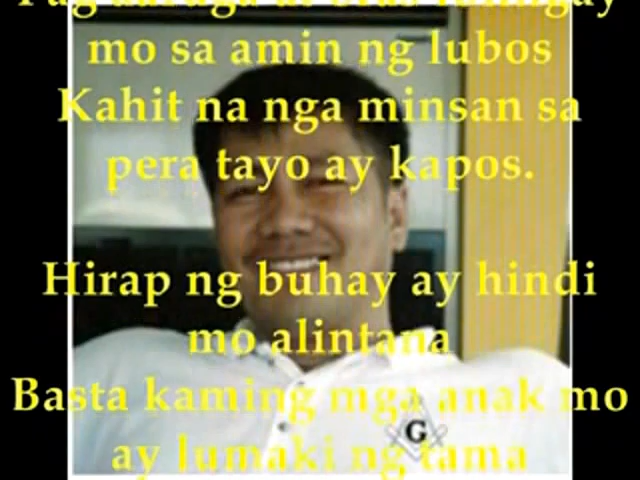 mo sa amin ng lubos
Kahit na nga minsan sa
pera tayo ay kapos.
Hirap ng buhay ay hindi
mo alintana
Basta kaming mga anak mo
ay lumaki ng tama
G